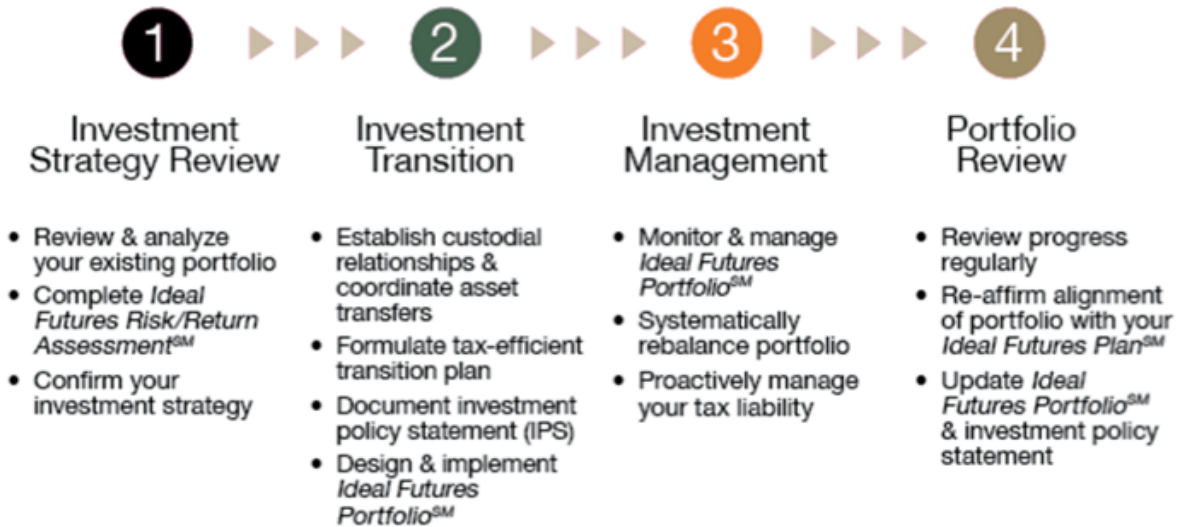 1
2
3
4
Investment
Strategy Review
• Review & analyze
your existing portfolio
• Complete Ideal
Futures Risk/Return
Assessment℠
• Confirm your
investment strategy
Investment
Transition
• Establish custodial
relationships &
coordinate asset
transfers
• Formulate tax-efficient
transition plan
• Document investment
policy statement (IPS)
• Design & implement
Ideal Futures
Portfolio℠
Investment
Management
• Monitor & manage
Ideal Futures
Portfolio℠
• Systematically
rebalance portfolio
• Proactively manage
your tax liability
Portfolio
Review
• Review progress
regularly
• Re-affirm alignment
of portfolio with your
Ideal Futures Plan℠
• Update Ideal
Futures Portfolio℠
& investment policy
statement